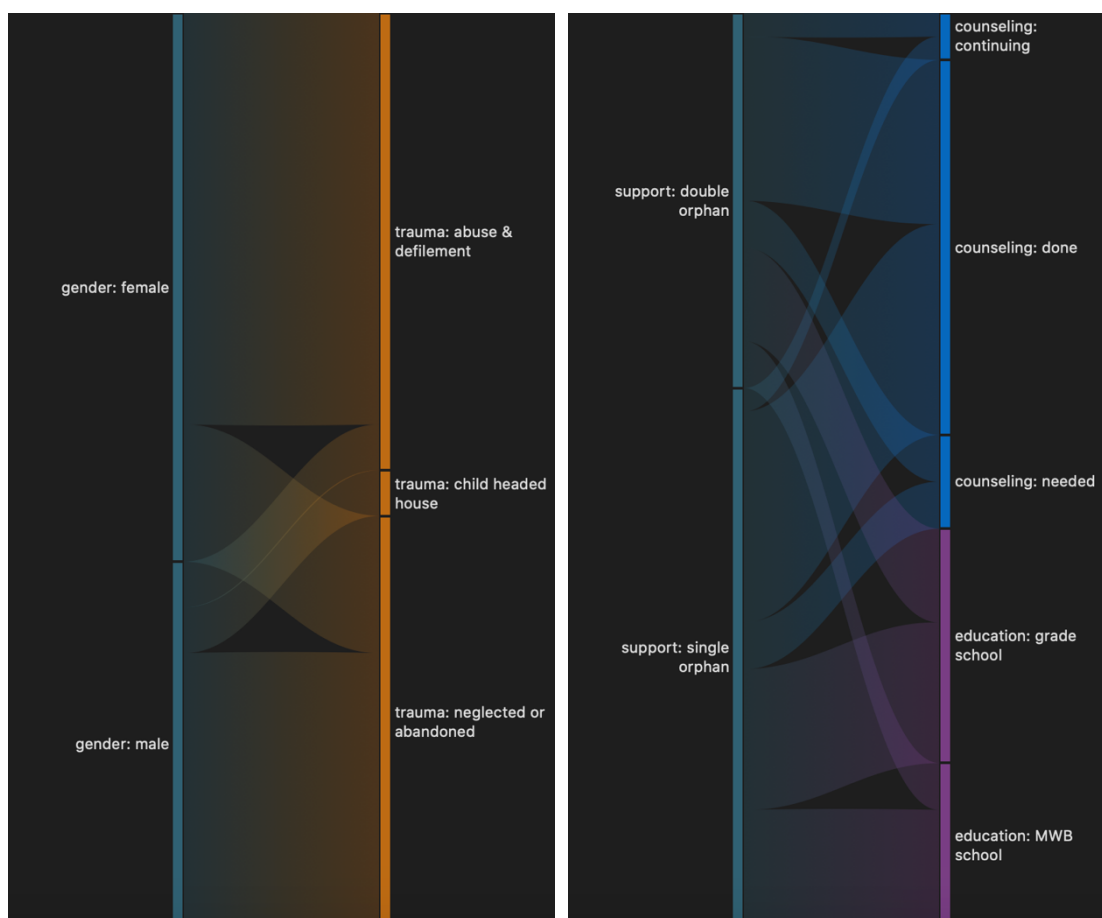 gender: female
gender: male
trauma: abuse &
defilement
trauma: child headed
house
trauma: neglected or
abandoned
support: double
orphan
support: single
orphan
counseling:
continuing
counseling: done
counseling: needed
education: grade
school
education: MWB
school